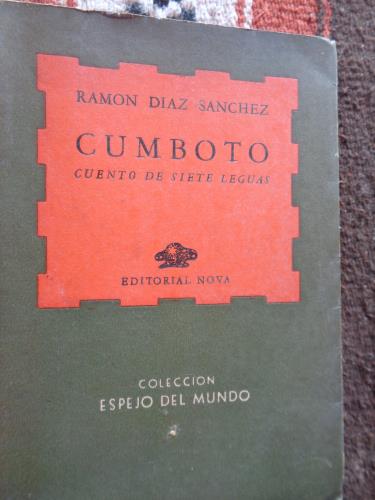 RAMON DIAZ SANCHEZ
CUMBOTO
CUENTO DE SIETE LEGUAS
EDITORIAL NOVA
COLECCION
ESPEJO DEL MUNDO